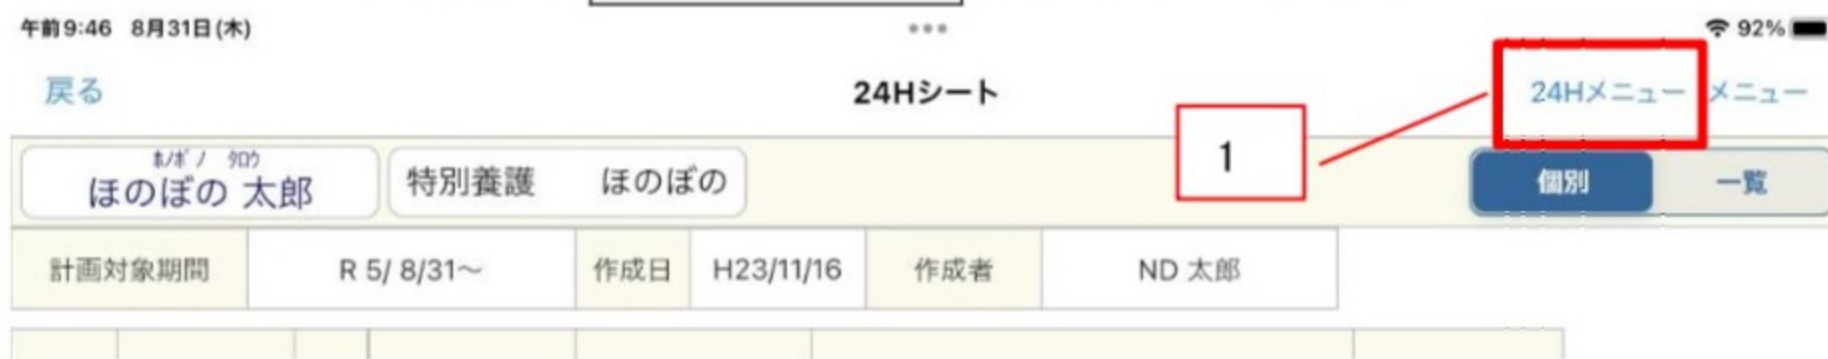 午前9:46 8月31日(木) 92%
戻る 24Hシート 24Hメニュー メニュー
1
ﾎﾉﾎﾞﾉ ﾀﾛｳ
ほのぼの 太郎 特別養護 ほのぼの 個別 一覧
計画対象期間 R 5/ 8/31〜 作成日 H23/11/16 作成者 ND 太郎